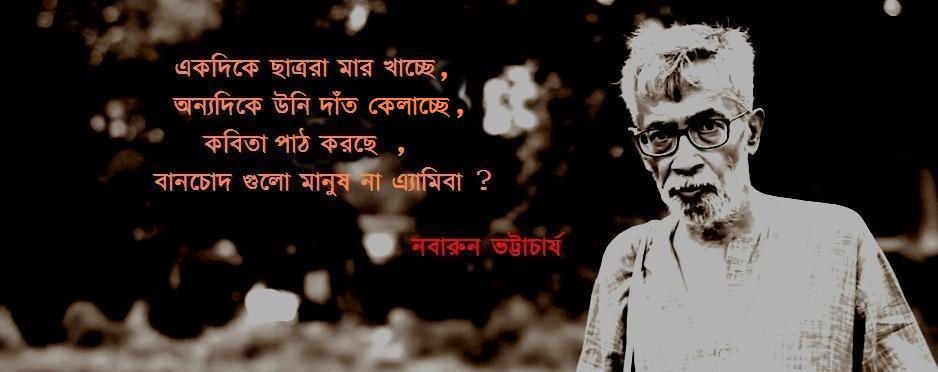 একদিকে ছাত্ররা মার খাচ্ছে,
অন্যদিকে উনি দাঁত কেলাচ্ছে,
কবিতা পাঠ করছে ,
বানচোদ গুলো মানুষ না এ্যামিবা ?
নবারুন ভট্টাচার্য